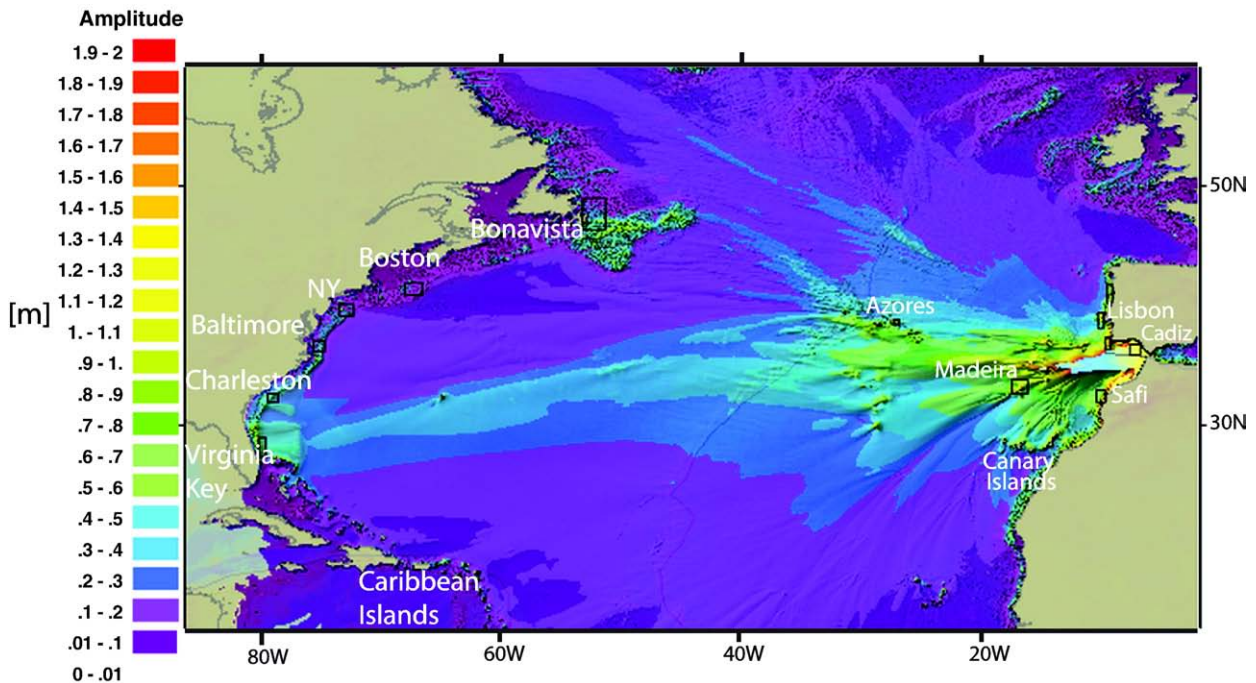 Amplitude
1.9 - 2
1.8 - 1.9
1.7 - 1.8
1.6 - 1.7
1.5 - 1.6
1.4 - 1.5
1.3 - 1.4
1.2 - 1.3
1.1 - 1.2
1. - 1.1
.9 - 1.
.8 - .9
.7 - .8
.6 - .7
.5 - .6
.4 - .5
.3 - .4
.2 - .3
.1 - .2
.01 - .1
0 - .01
[m]
50N
Bonavista
Boston
NY
Azores
Lisbon
Baltimore
Cadiz
Madeira
Charleston
Safi
30N
Virginia
Key
Canary
Islands
Caribbean
Islands
80W
60W
40W
20W